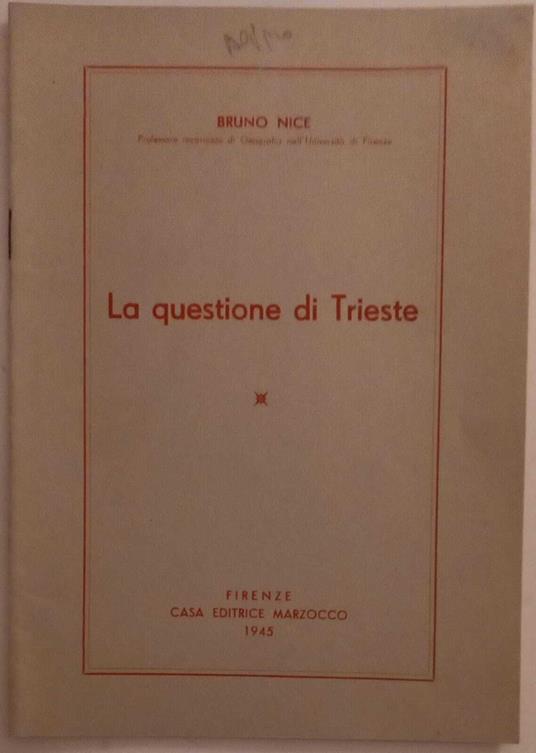 BRUNO NICE
Professore incaricato di Geografia nell'Università di Firenze
La questione di Trieste
FIRENZE
CASA EDITRICE MARZOCCO
1945